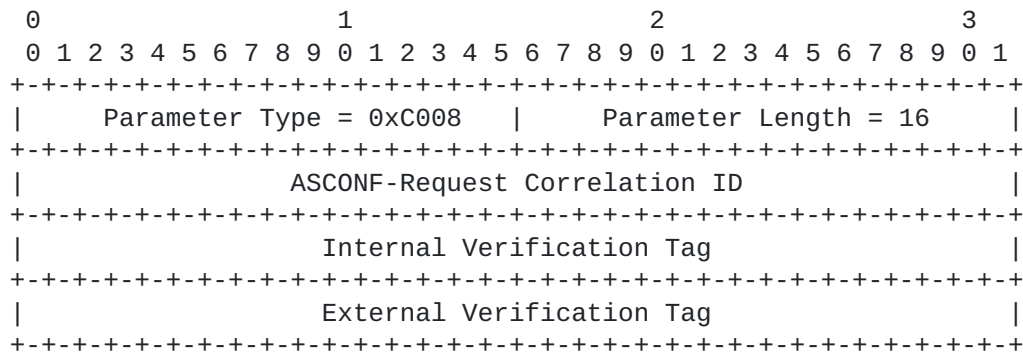 0                   1                   2                   3
 0 1 2 3 4 5 6 7 8 9 0 1 2 3 4 5 6 7 8 9 0 1 2 3 4 5 6 7 8 9 0 1
+-+-+-+-+-+-+-+-+-+-+-+-+-+-+-+-+-+-+-+-+-+-+-+-+-+-+-+-+-+-+-+-+
|      Parameter Type = 0xC008   |     Parameter Length = 16     |
+-+-+-+-+-+-+-+-+-+-+-+-+-+-+-+-+-+-+-+-+-+-+-+-+-+-+-+-+-+-+-+-+
|                 ASCONF-Request Correlation ID                 |
+-+-+-+-+-+-+-+-+-+-+-+-+-+-+-+-+-+-+-+-+-+-+-+-+-+-+-+-+-+-+-+-+
|                   Internal Verification Tag                   |
+-+-+-+-+-+-+-+-+-+-+-+-+-+-+-+-+-+-+-+-+-+-+-+-+-+-+-+-+-+-+-+-+
|                   External Verification Tag                   |
+-+-+-+-+-+-+-+-+-+-+-+-+-+-+-+-+-+-+-+-+-+-+-+-+-+-+-+-+-+-+-+-+